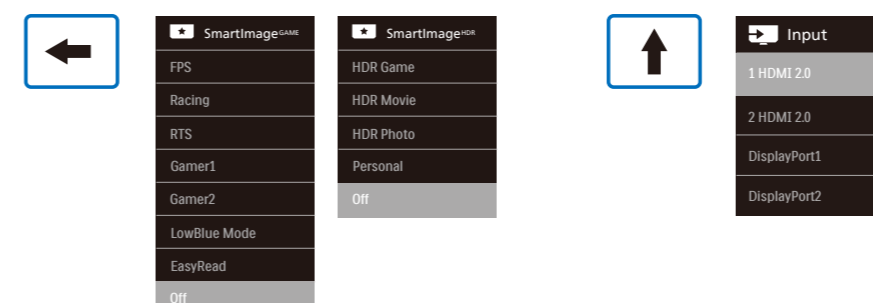 SmartImageGAME
FPS
Racing
RTS
Gamer1
Gamer2
LowBlue Mode
EasyRead
Off
SmartImageHDR
HDR Game
HDR Movie
HDR Photo
Personal
Off
Input
1 HDMI 2.0
2 HDMI 2.0
DisplayPort1
DisplayPort2